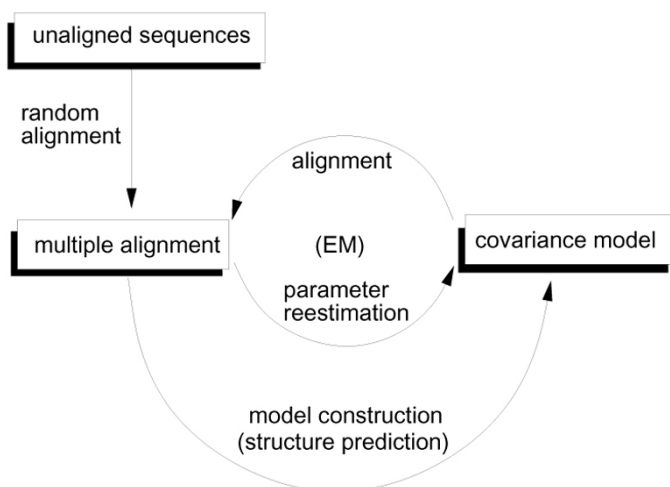 unaligned sequences
random
alignment
alignment
multiple alignment
(EM)
covariance model
parameter
reestimation
model construction
(structure prediction)